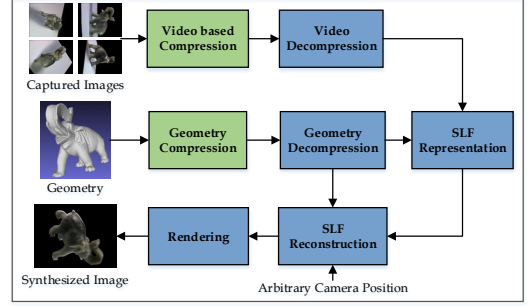 Video based
Compression
Video
Decompression
Captured Images
Geometry
Compression
Geometry
Decompression
SLF
Representation
Geometry
Rendering
SLF
Reconstruction
Synthesized Image
Arbitrary Camera Position